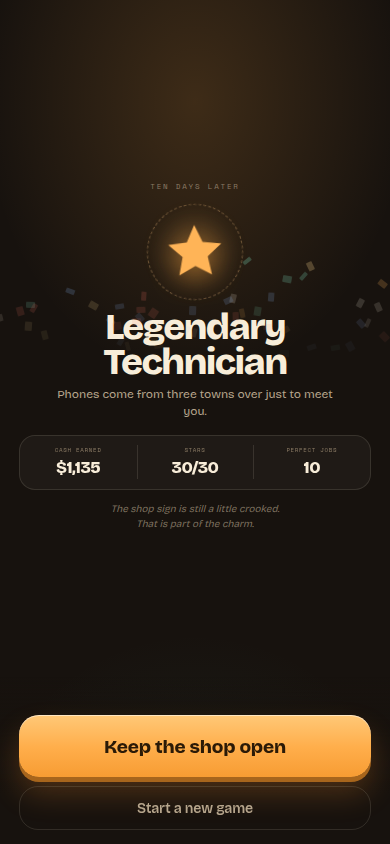 TEN DAYS LATER
Legendary
Technician
Phones come from three towns over just to meet
you.
CASH EARNED STARS PERFECT JOBS
$1,135 30/30 10
The shop sign is still a little crooked.
That is part of the charm.
Keep the shop open
Start a new game